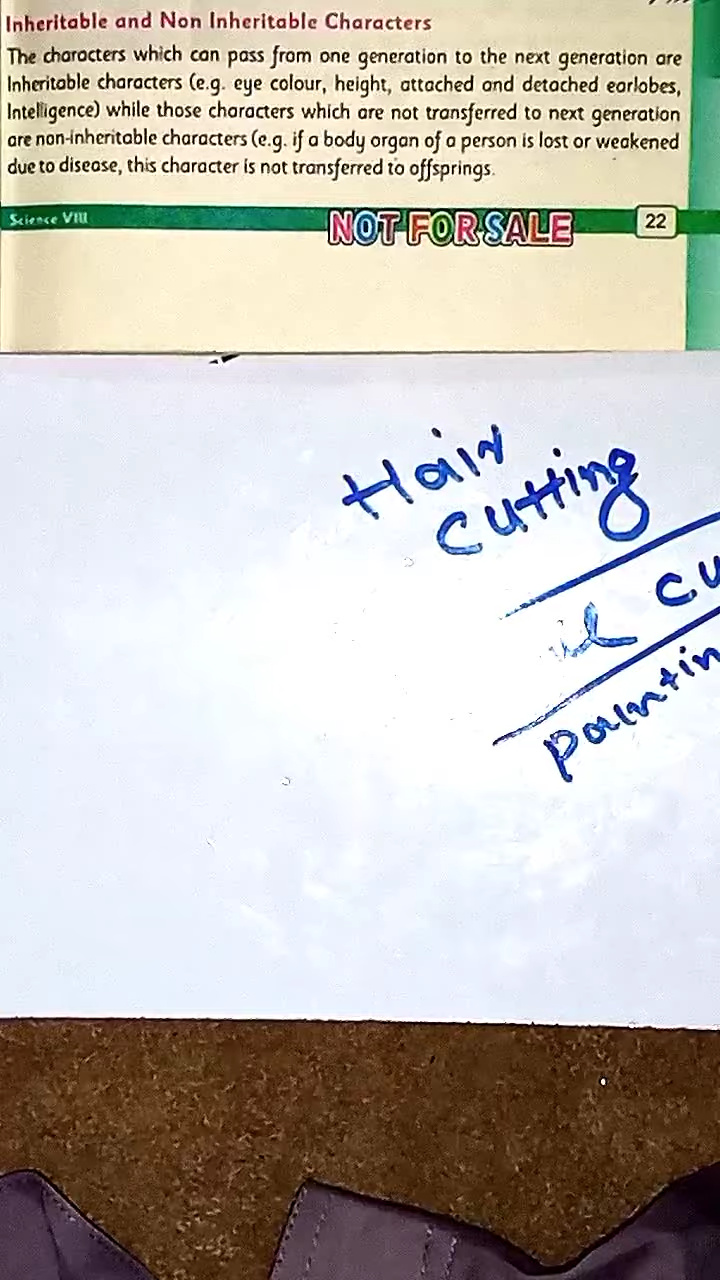 Inheritable and Non Inheritable Characters
The characters which can pass from one generation to the next generation are
Inheritable characters (e.g. eye colour, height, attached and detached earlobes,
Intelligence) while those characters which are not transferred to next generation
are non-inheritable characters (e.g. if a body organ of a person is lost or weakened
due to disease, this character is not transferred to offsprings.
Science VIII NOT FOR SALE 22
Hair
cutting
cu
paintin